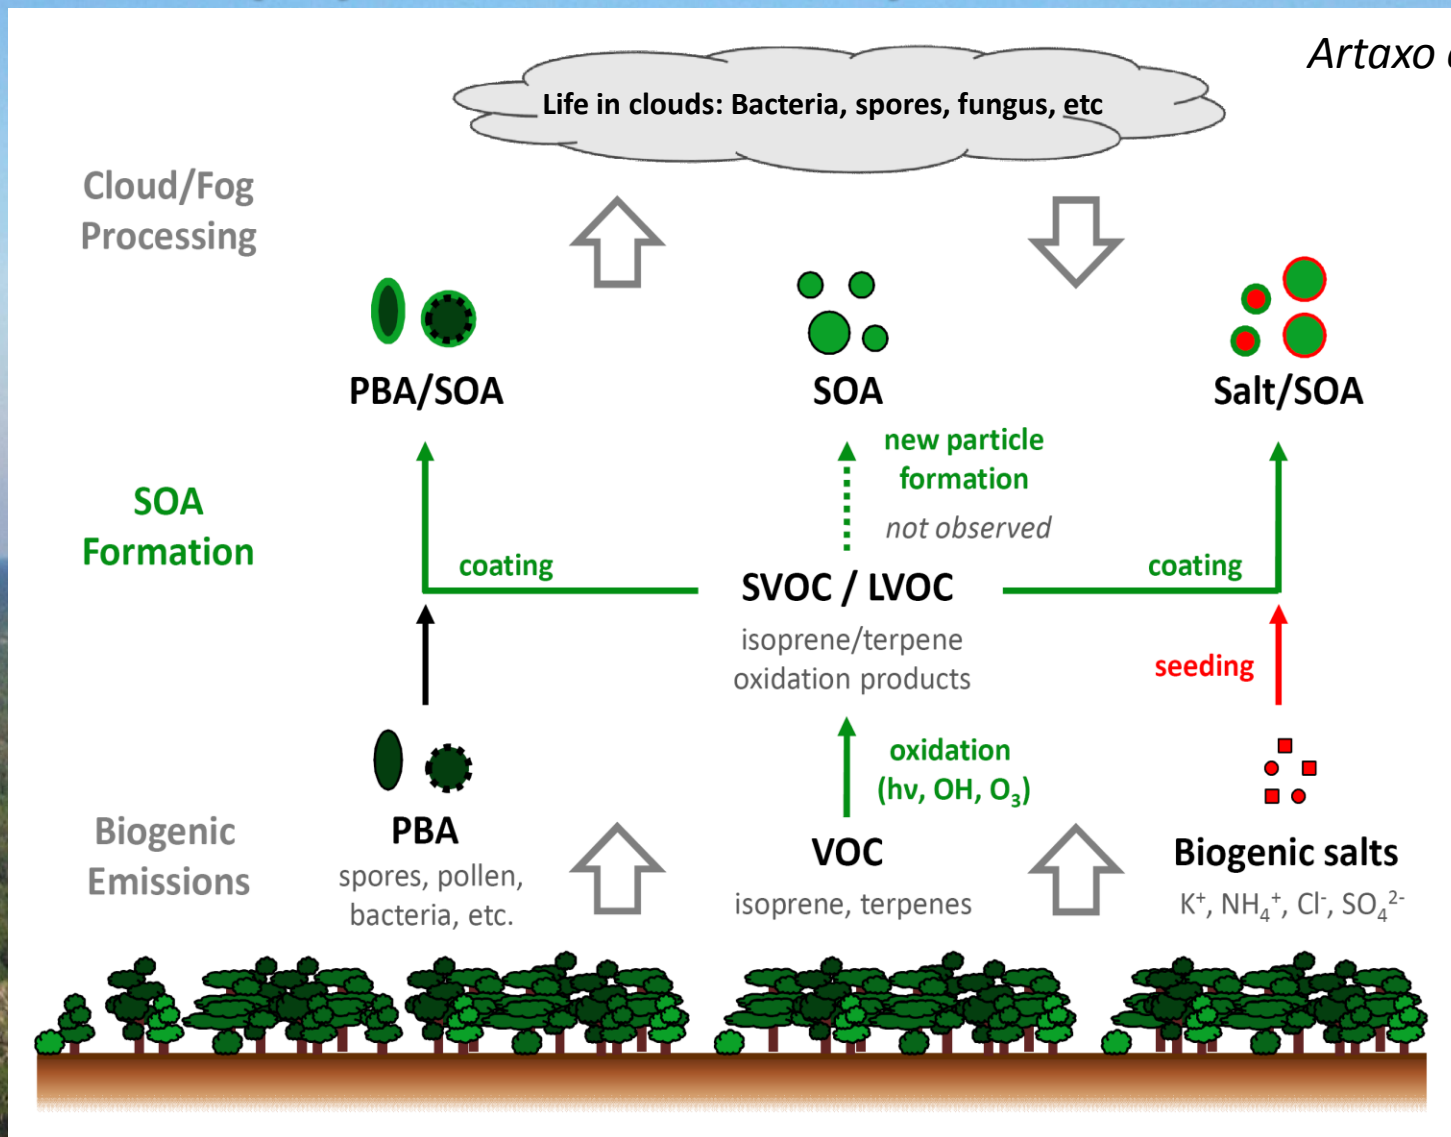 Artaxo
Life in clouds: Bacteria, spores, fungus, etc
Cloud/Fog
Processing
PBA/SOA
SOA
Salt/SOA
new particle
formation
not observed
SOA
Formation
coating
coating
SVOC / LVOC
isoprene/terpene
oxidation products
seeding
oxidation
(hν, OH, O₃)
Biogenic
Emissions
PBA
spores, pollen,
bacteria, etc.
VOC
isoprene, terpenes
Biogenic salts
K⁺, NH₄⁺, Cl⁻, SO₄²⁻